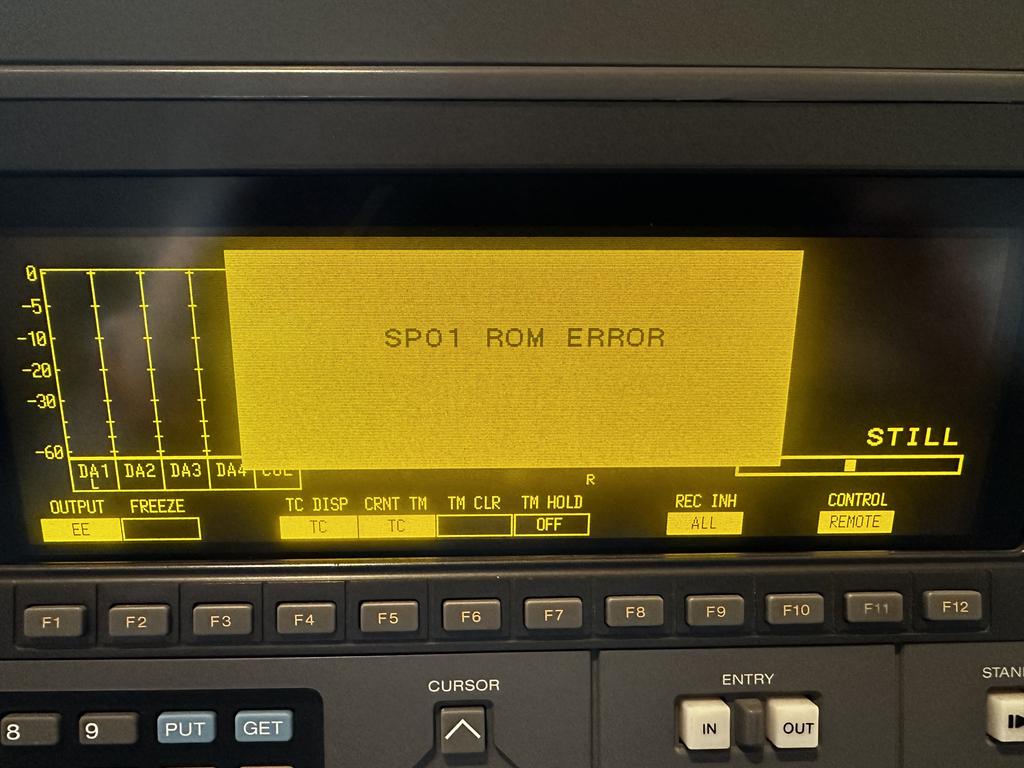 SP01 ROM ERROR
0
-5
-10
-20
-30
-60
DA1 DA2 DA3 DA4
L
R
STILL
OUTPUT FREEZE TC DISP CRNT TM TM CLR TM HOLD REC INH CONTROL
EE TC TC OFF ALL REMOTE
F1 F2 F3 F4 F5 F6 F7 F8 F9 F10 F11 F12
CURSOR ENTRY
8 9 PUT GET IN OUT